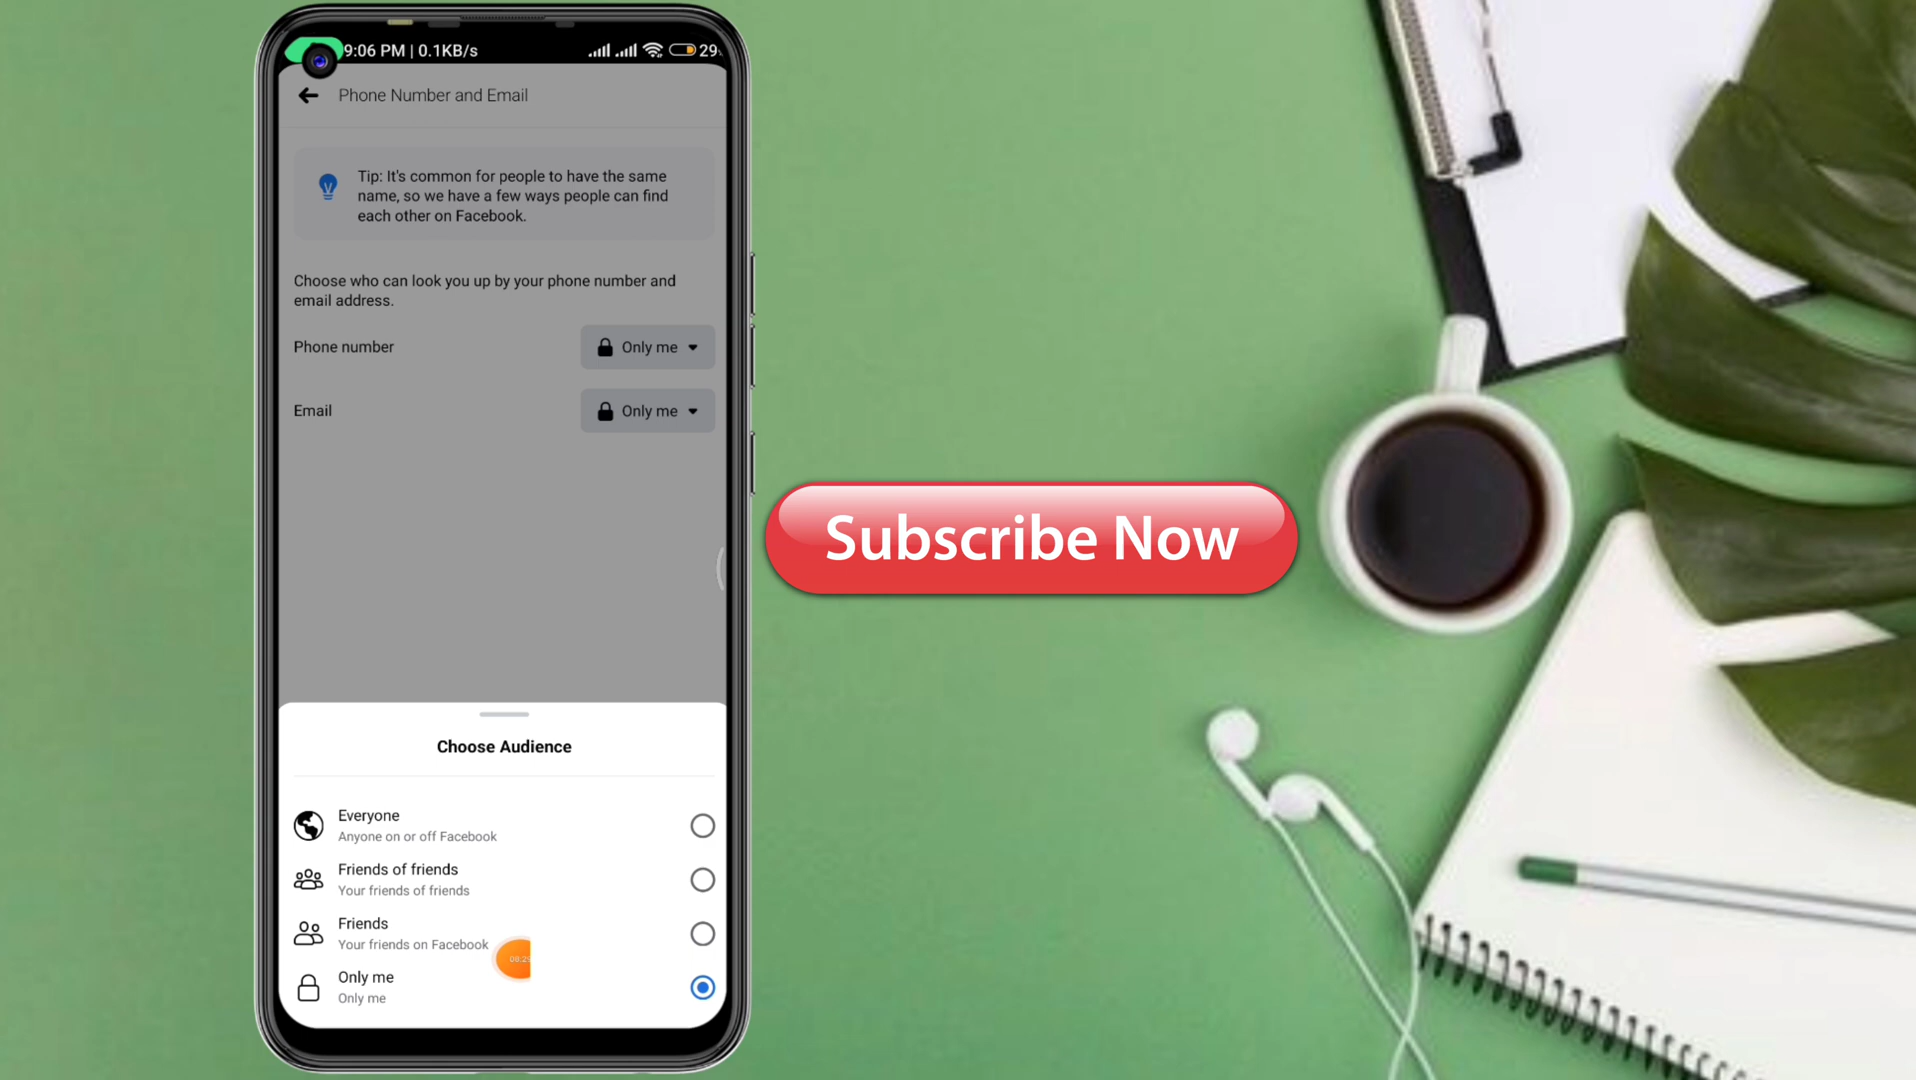 9:06 PM | 0.1KB/s
29
Phone Number and Email
Tip: It's common for people to have the same
name, so we have a few ways people can find
each other on Facebook.
Choose who can look you up by your phone number and
email address.
Phone number
Only me
Email
Only me
Subscribe Now
Choose Audience
Everyone
Anyone on or off Facebook
Friends of friends
Your friends of friends
Friends
Your friends on Facebook
Only me
Only me